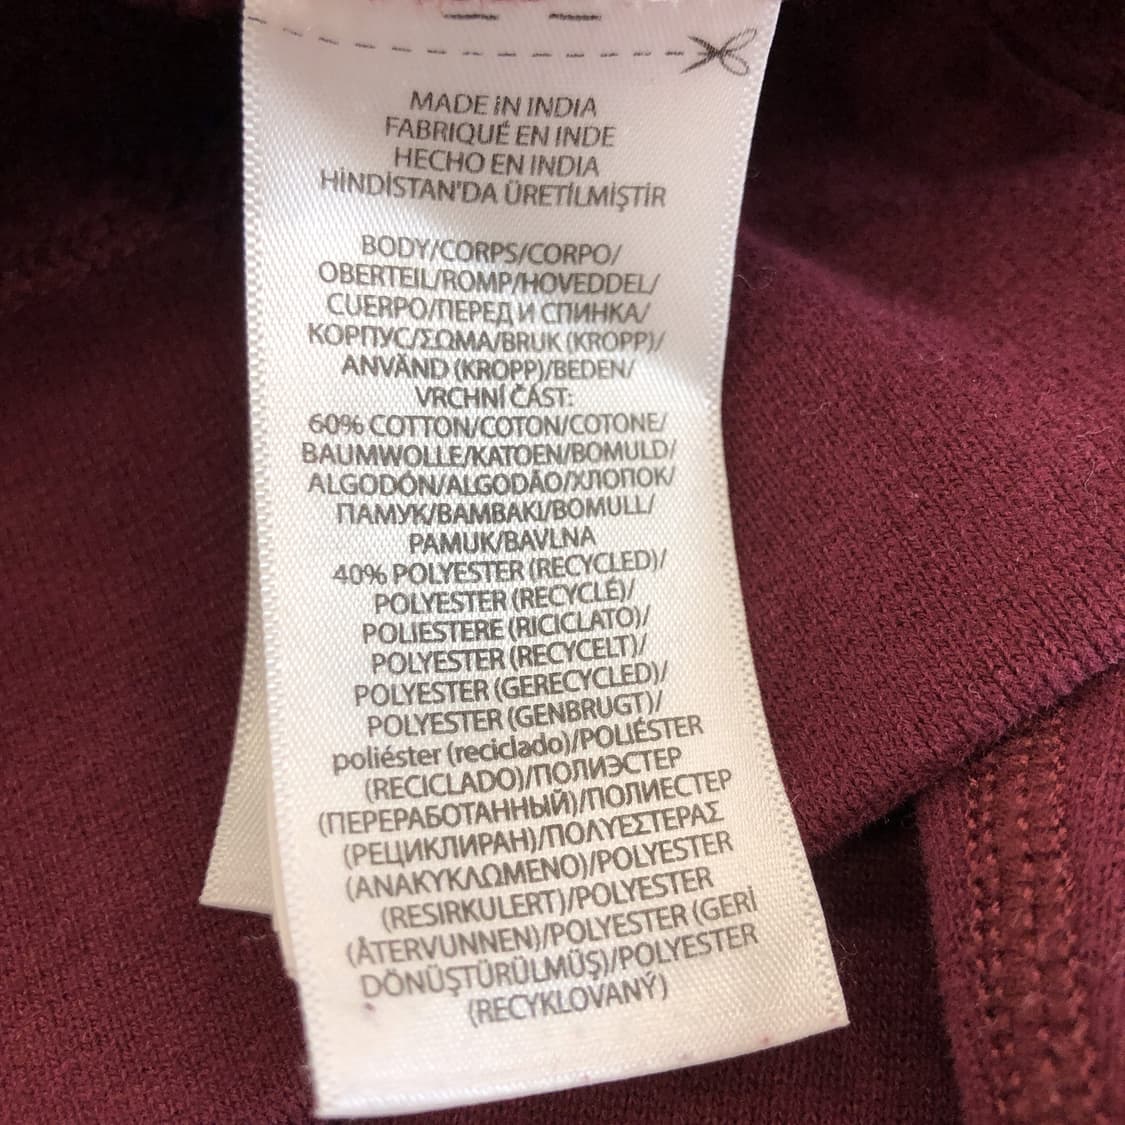 MADE IN INDIA
FABRIQUÉ EN INDE
HECHO EN INDIA
HİNDİSTAN'DA ÜRETİLMİŞTİR
BODY/CORPS/CORPO/
OBERTEIL/ROMP/HOVEDDEL/
CUERPO/ПЕРЕД И СПИНКА/
КОРПУС/ΣΩΜΑ/BRUK (KROPP)/
ANVÄND (KROPP)/BEDEN/
VRCHNÍ ČÁST:
60% COTTON/COTON/COTONE/
BAUMWOLLE/KATOEN/BOMULD/
ALGODÓN/ALGODÃO/ХЛОПОК/
ПАМУК/ΒΑΜΒΑΚΙ/BOMULL/
PAMUK/BAVLNA
40% POLYESTER (RECYCLED)/
POLYESTER (RECYCLÉ)/
POLIESTERE (RICICLATO)/
POLYESTER (RECYCELT)/
POLYESTER (GERECYCLED)/
POLYESTER (GENBRUGT)/
poliéster (reciclado)/POLIÉSTER
(RECICLADO)/ПОЛИЭСТЕР
(ПЕРЕРАБОТАННЫЙ)/ПОЛИЕСТЕР
(РЕЦИКЛИРАН)/ΠΟΛΥΕΣΤΕΡΑΣ
(ΑΝΑΚΥΚΛΩΜΕΝΟ)/POLYESTER
(RESIRKULERT)/POLYESTER
(ÅTERVUNNEN)/POLYESTER (GERİ
DÖNÜŞTÜRÜLMÜŞ)/POLYESTER
(RECYKLOVANÝ)